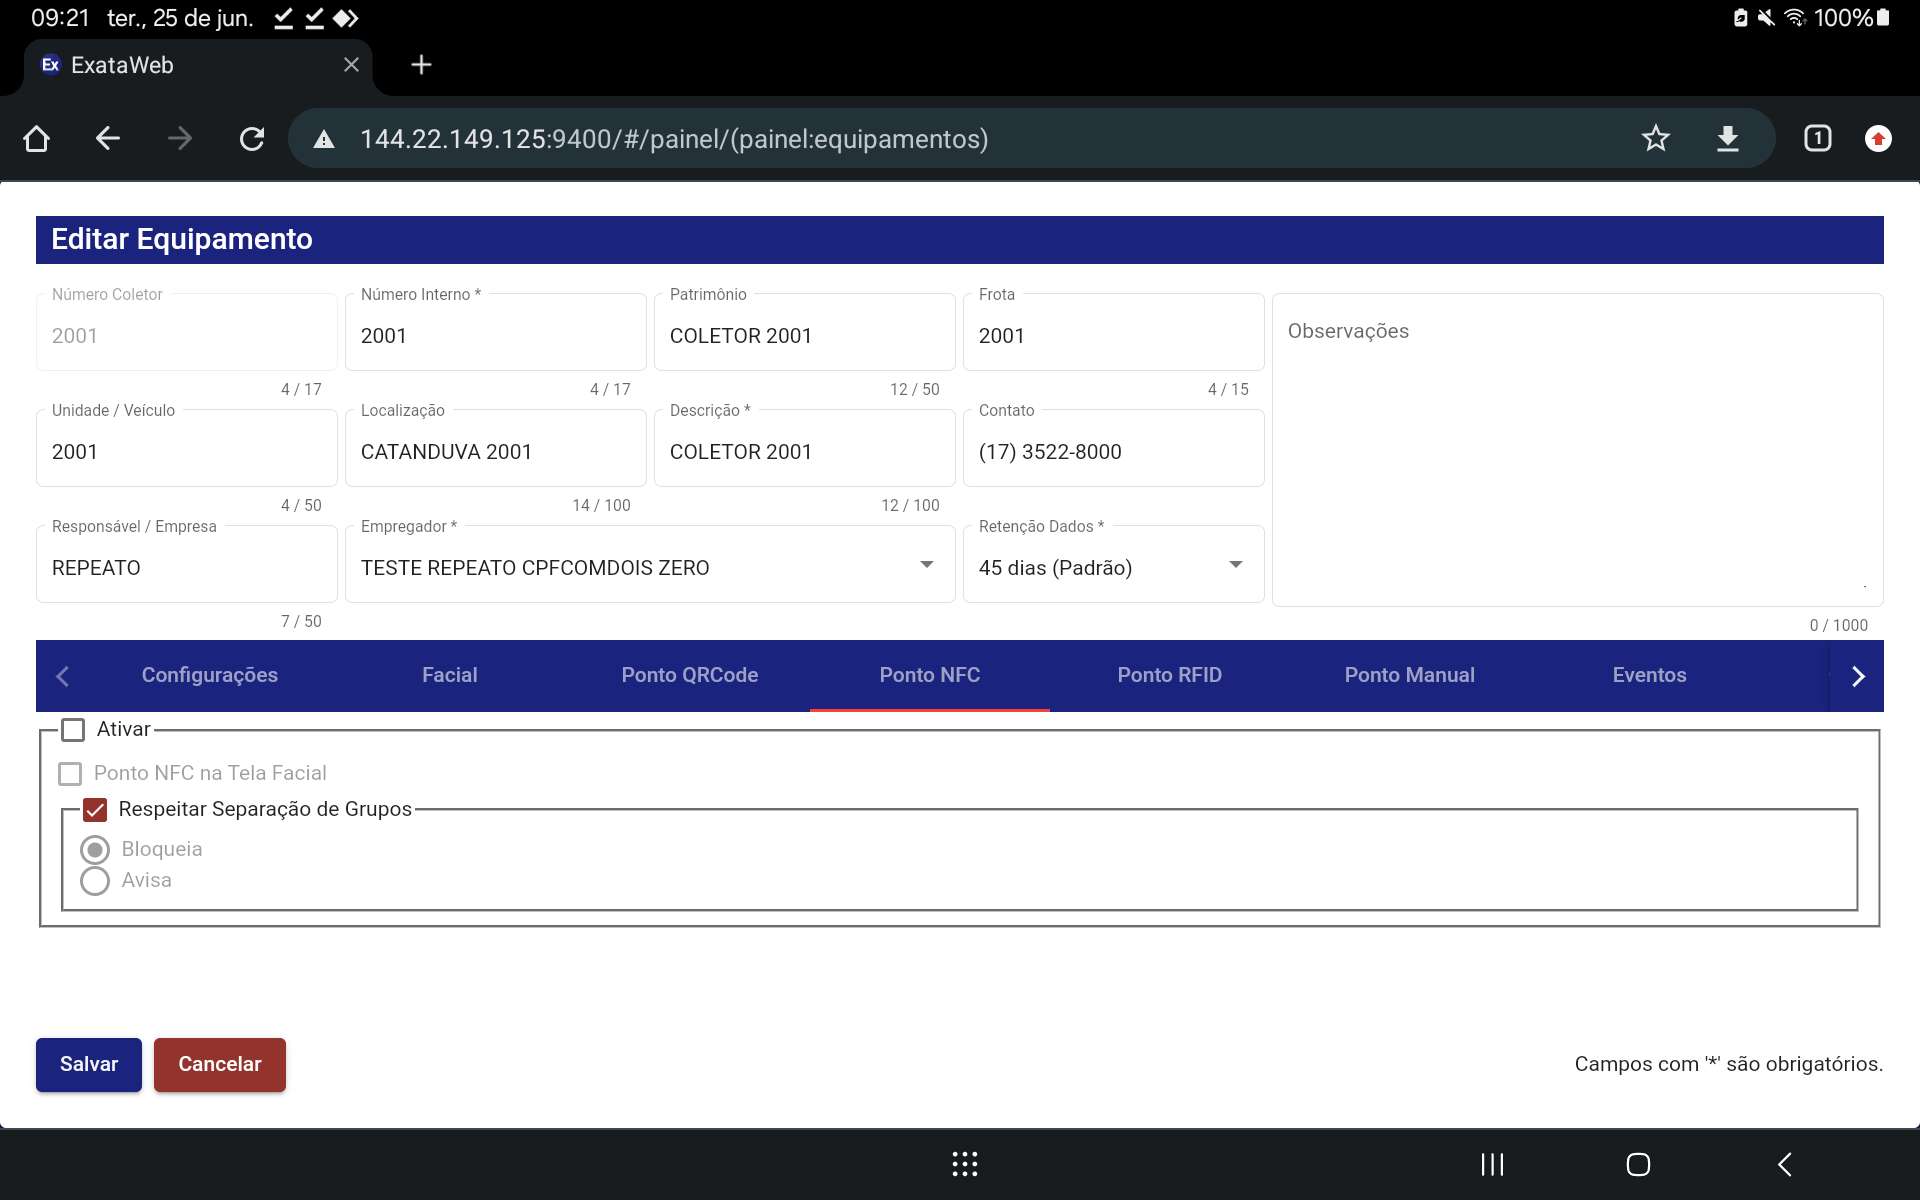 09:21 ter., 25 de jun.
100%
Ex ExataWeb
144.22.149.125:9400/#/painel/(painel:equipamentos)
1
Editar Equipamento
Número Coletor
2001
4 / 17
Número Interno *
2001
4 / 17
Patrimônio
COLETOR 2001
12 / 50
Frota
2001
4 / 15
Observações
0 / 1000
Unidade / Veículo
2001
4 / 50
Localização
CATANDUVA 2001
14 / 100
Descrição *
COLETOR 2001
12 / 100
Contato
(17) 3522-8000
Responsável / Empresa
REPEATO
7 / 50
Empregador *
TESTE REPEATO CPFCOMDOIS ZERO
Retenção Dados *
45 dias (Padrão)
Configurações Facial Ponto QRCode Ponto NFC Ponto RFID Ponto Manual Eventos
Ativar
Ponto NFC na Tela Facial
Respeitar Separação de Grupos
Bloqueia
Avisa
Salvar Cancelar
Campos com '*' são obrigatórios.